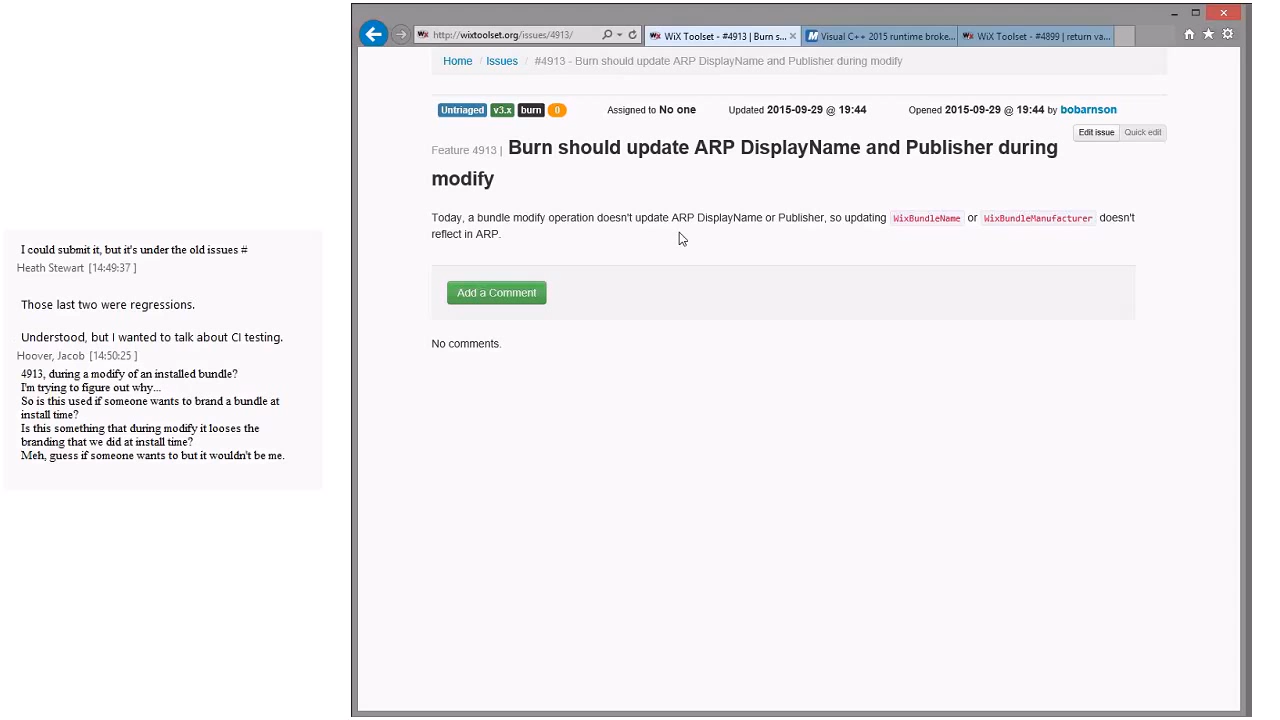 I could submit it, but it's under the old issues #
Heath Stewart [14:49:37 ]
Those last two were regressions.
Understood, but I wanted to talk about CI testing.
Hoover, Jacob [14:50:25 ]
4913, during a modify of an installed bundle?
I'm trying to figure out why...
So is this used if someone wants to brand a bundle at
install time?
Is this something that during modify it looses the
branding that we did at install time?
Meh, guess if someone wants to but it wouldn't be me.
http://wixtoolset.org/issues/4913/
WiX Toolset - #4913 | Burn s...
Visual C++ 2015 runtime broke...
WiX Toolset - #4899 | return va...
Home / Issues / #4913 - Burn should update ARP DisplayName and Publisher during modify
Untriaged v3.x burn 0 Assigned to No one Updated 2015-09-29 @ 19:44 Opened 2015-09-29 @ 19:44 by bobarnson
Edit issue Quick edit
Feature 4913 | Burn should update ARP DisplayName and Publisher during
modify
Today, a bundle modify operation doesn't update ARP DisplayName or Publisher, so updating WixBundleName or WixBundleManufacturer doesn't
reflect in ARP.
Add a Comment
No comments.